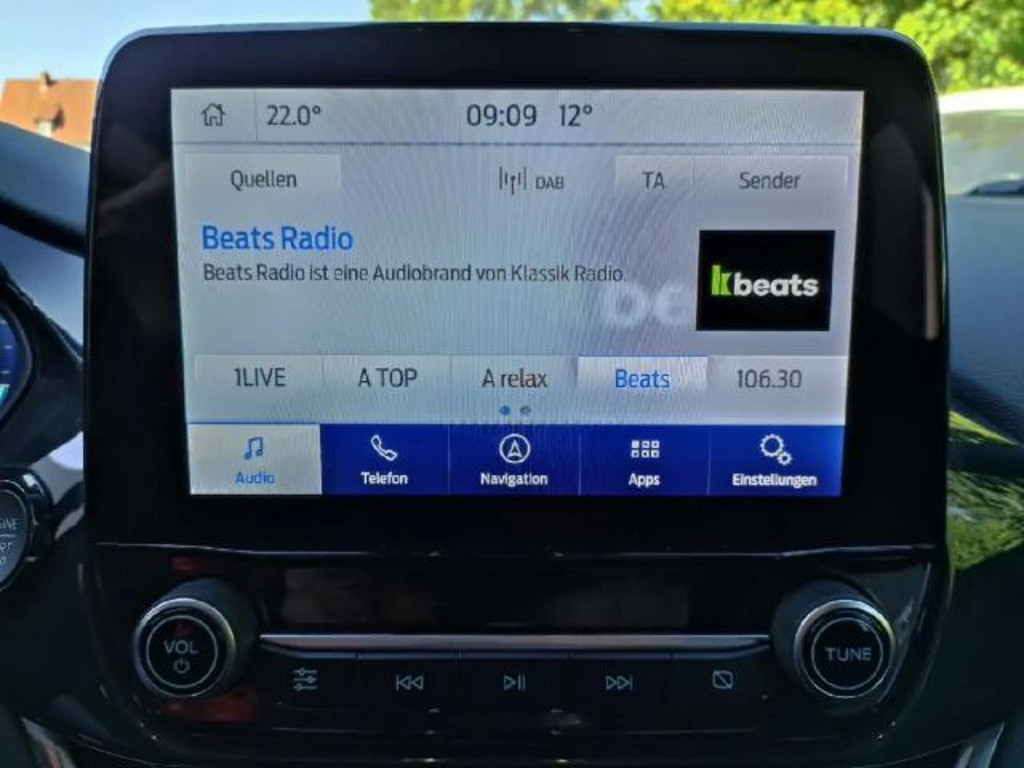 22.0° 09:09 12°
Quellen DAB TA Sender
Beats Radio
Beats Radio ist eine Audiobrand von Klassik Radio.
kbeats
be
1LIVE A TOP A relax Beats 106.30
Audio Telefon Navigation Apps Einstellungen
VOL TUNE